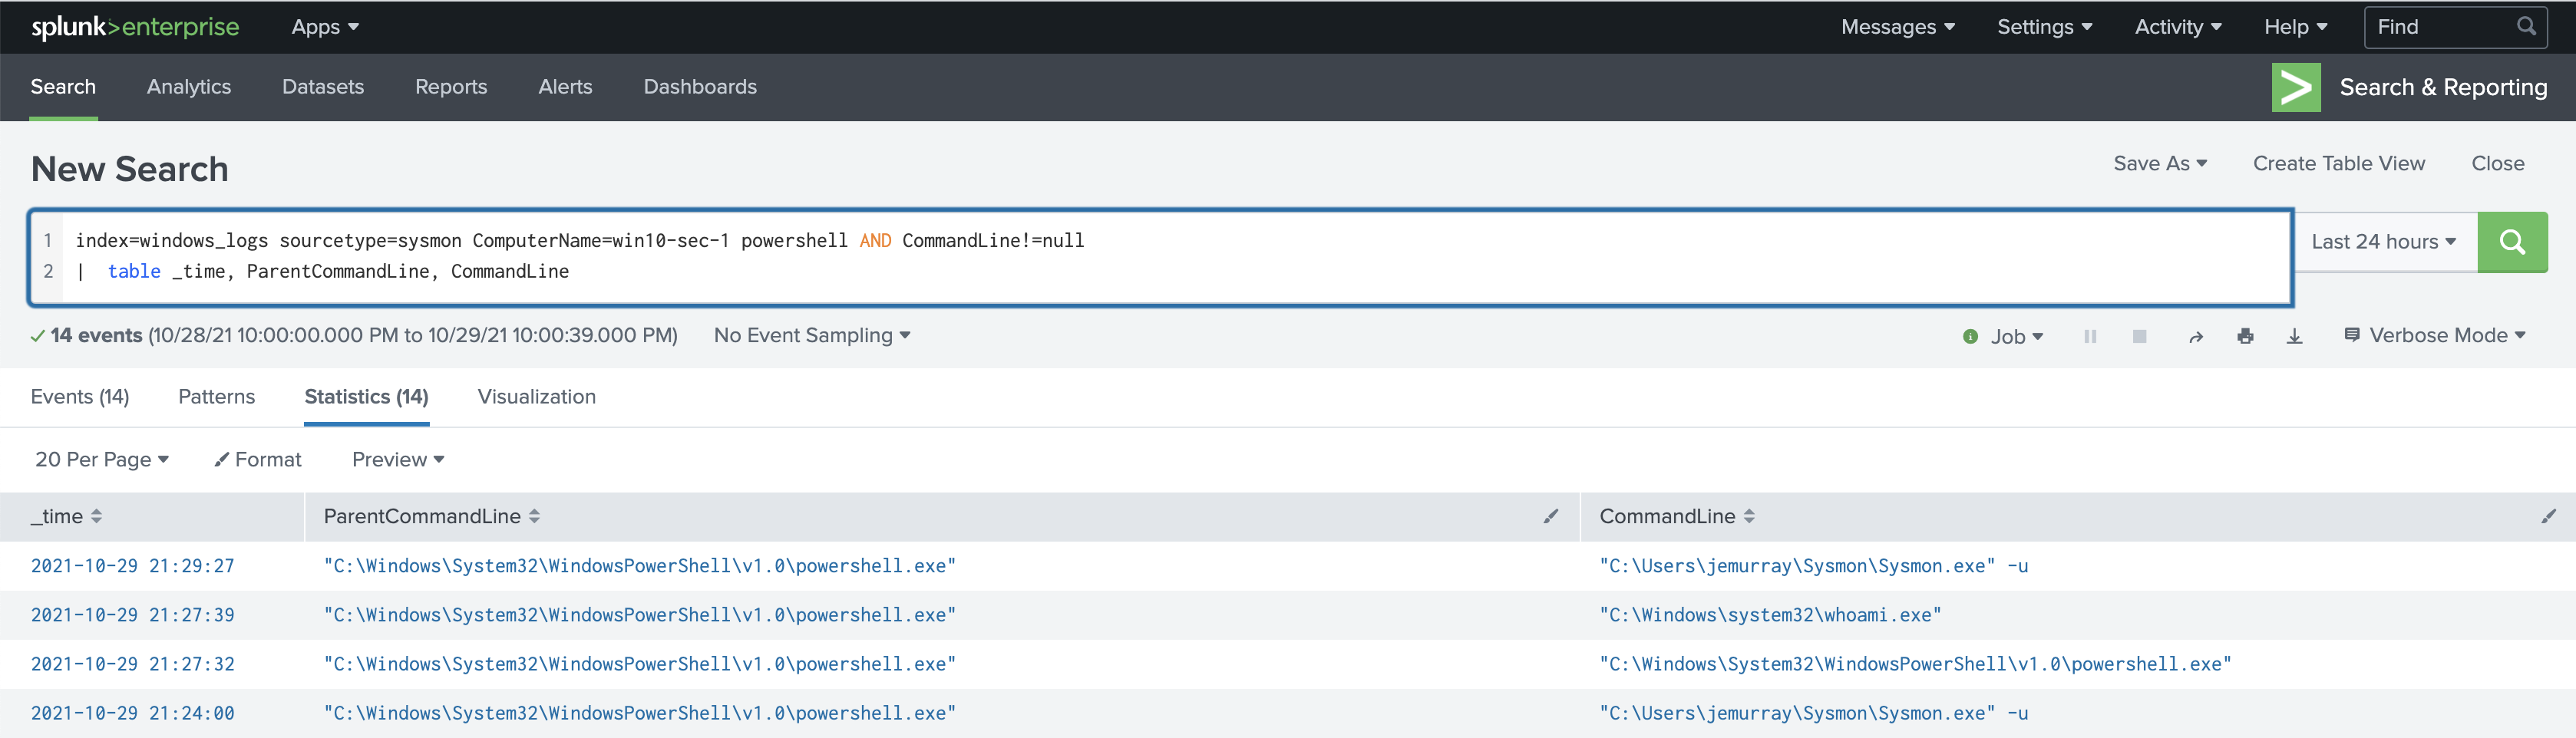 splunk>enterprise Apps Messages Settings Activity Help Find
Search Analytics Datasets Reports Alerts Dashboards Search & Reporting
New Search Save As Create Table View Close
1 index=windows_logs sourcetype=sysmon ComputerName=win10-sec-1 powershell AND CommandLine!=null
2 | table _time, ParentCommandLine, CommandLine
Last 24 hours
14 events (10/28/21 10:00:00.000 PM to 10/29/21 10:00:39.000 PM) No Event Sampling Job Verbose Mode
Events (14) Patterns Statistics (14) Visualization
20 Per Page Format Preview
_time ParentCommandLine CommandLine
2021-10-29 21:29:27 "C:\Windows\System32\WindowsPowerShell\v1.0\powershell.exe" "C:\Users\jemurray\Sysmon\Sysmon.exe" -u
2021-10-29 21:27:39 "C:\Windows\System32\WindowsPowerShell\v1.0\powershell.exe" "C:\Windows\system32\whoami.exe"
2021-10-29 21:27:32 "C:\Windows\System32\WindowsPowerShell\v1.0\powershell.exe" "C:\Windows\System32\WindowsPowerShell\v1.0\powershell.exe"
2021-10-29 21:24:00 "C:\Windows\System32\WindowsPowerShell\v1.0\powershell.exe" "C:\Users\jemurray\Sysmon\Sysmon.exe" -u